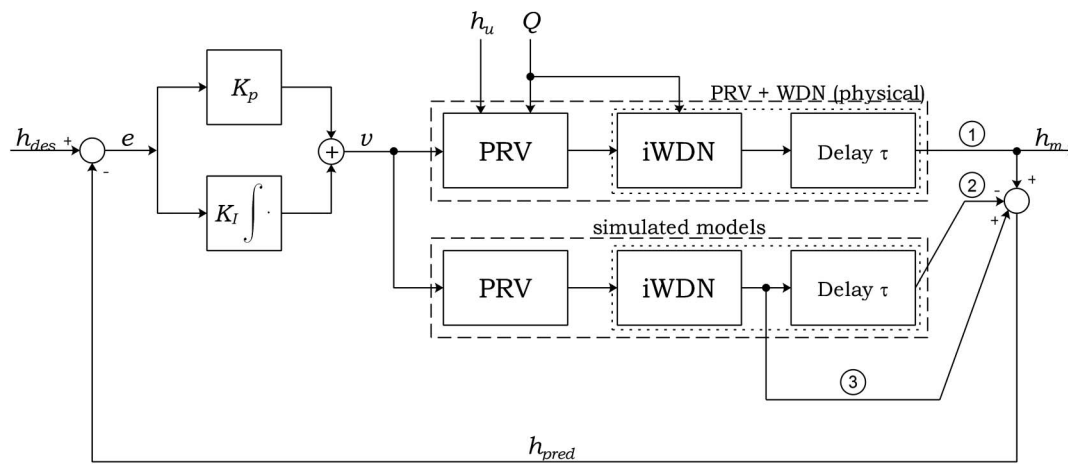 h_u Q
K_p
PRV + WDN (physical)
h_des + e v PRV iWDN Delay τ 1 h_m
+
-
+
- 2
+
K_I ∫ ·
simulated models
PRV iWDN Delay τ
3
h_pred